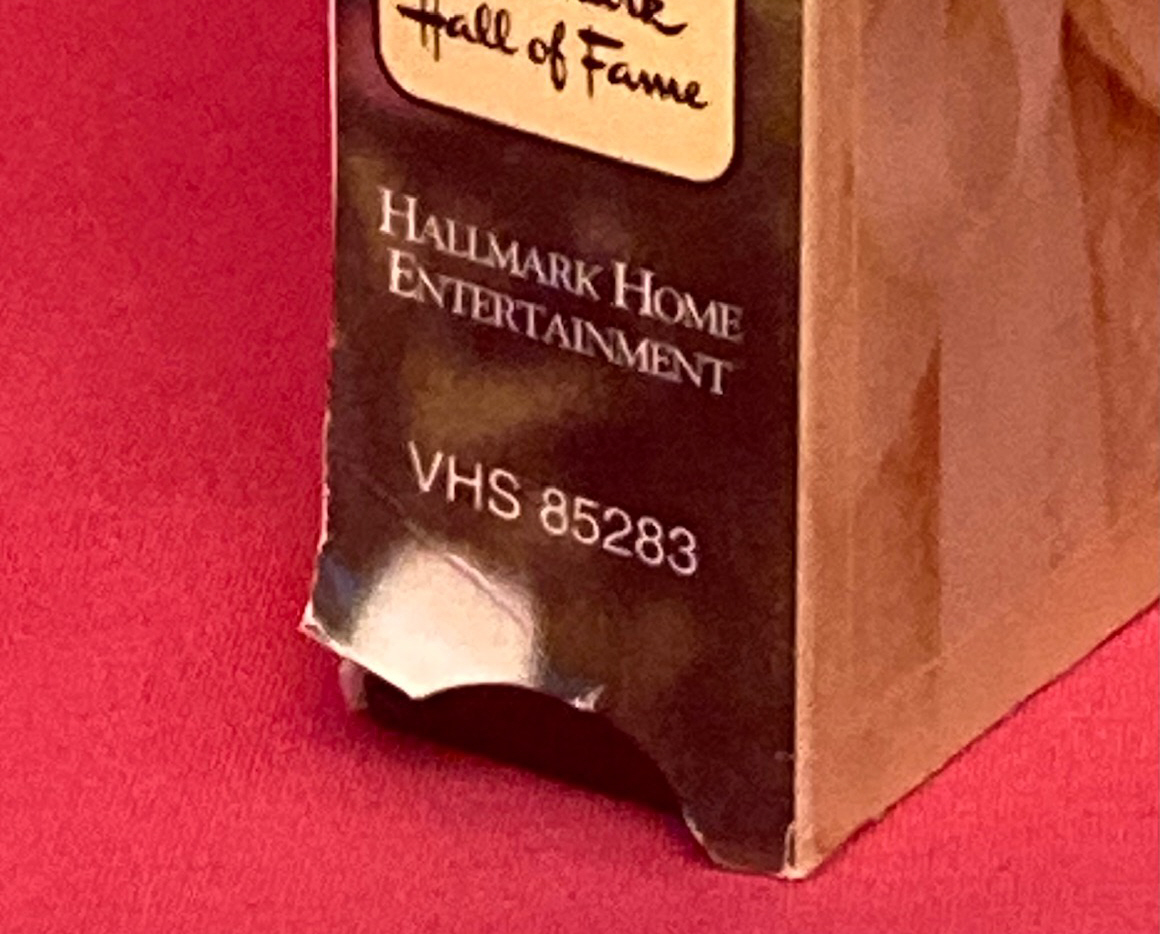 Hall of Fame
HALLMARK HOME
ENTERTAINMENT
VHS 85283